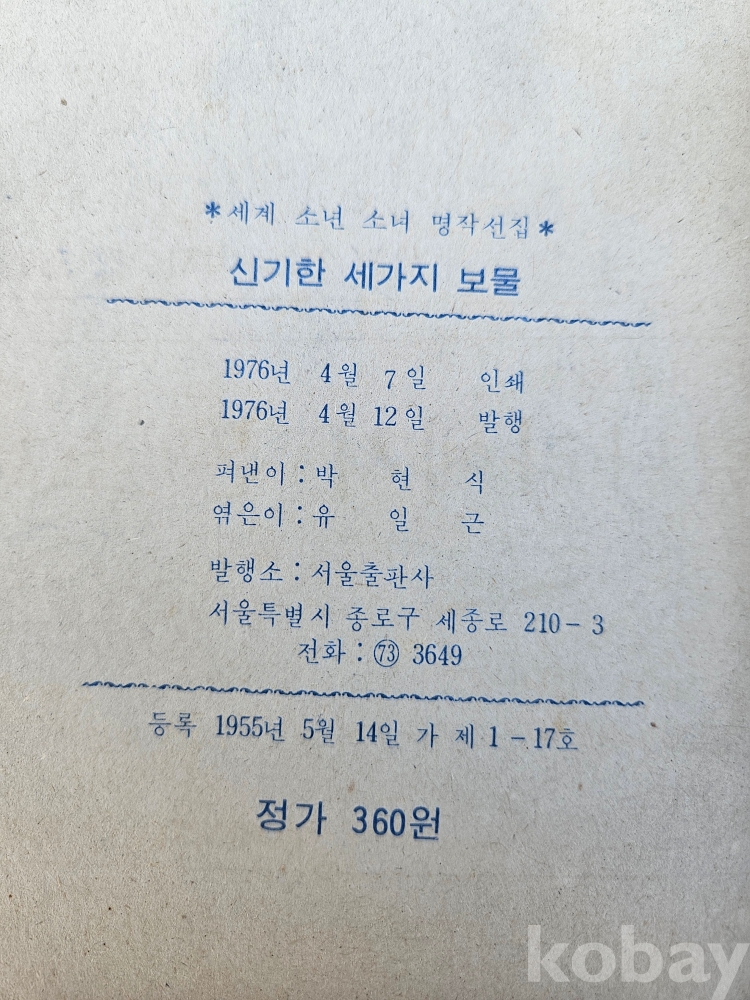 *세계 소년 소녀 명작선집*
신기한 세가지 보물
1976년 4월 7일 인쇄
1976년 4월 12일 발행
펴낸이 : 박 현 식
엮은이 : 유 일 근
발행소 : 서울출판사
서울특별시 종로구 세종로 210-3
전화 : ㉓ 3649
등록 1955년 5월 14일 가 제1-17호
정가 360원
kobay